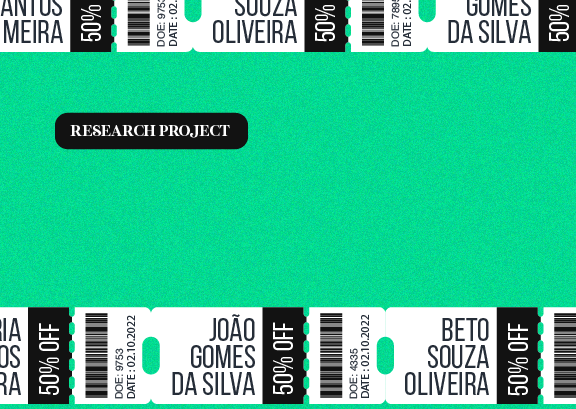 ANTOS
MEIRA
50%
DOE: 975
DATE : 02.
SOUZA
OLIVEIRA
50%
DOE: 789
DATE : 02.
GOMES
DA SILVA
50%
RESEARCH PROJECT
RIA
OS
RA
50% OFF
DOE: 9753
DATE : 02.10.2022
JOÃO
GOMES
DA SILVA
50% OFF
DOE: 4335
DATE : 02.10.2022
BETO
SOUZA
OLIVEIRA
50% OFF